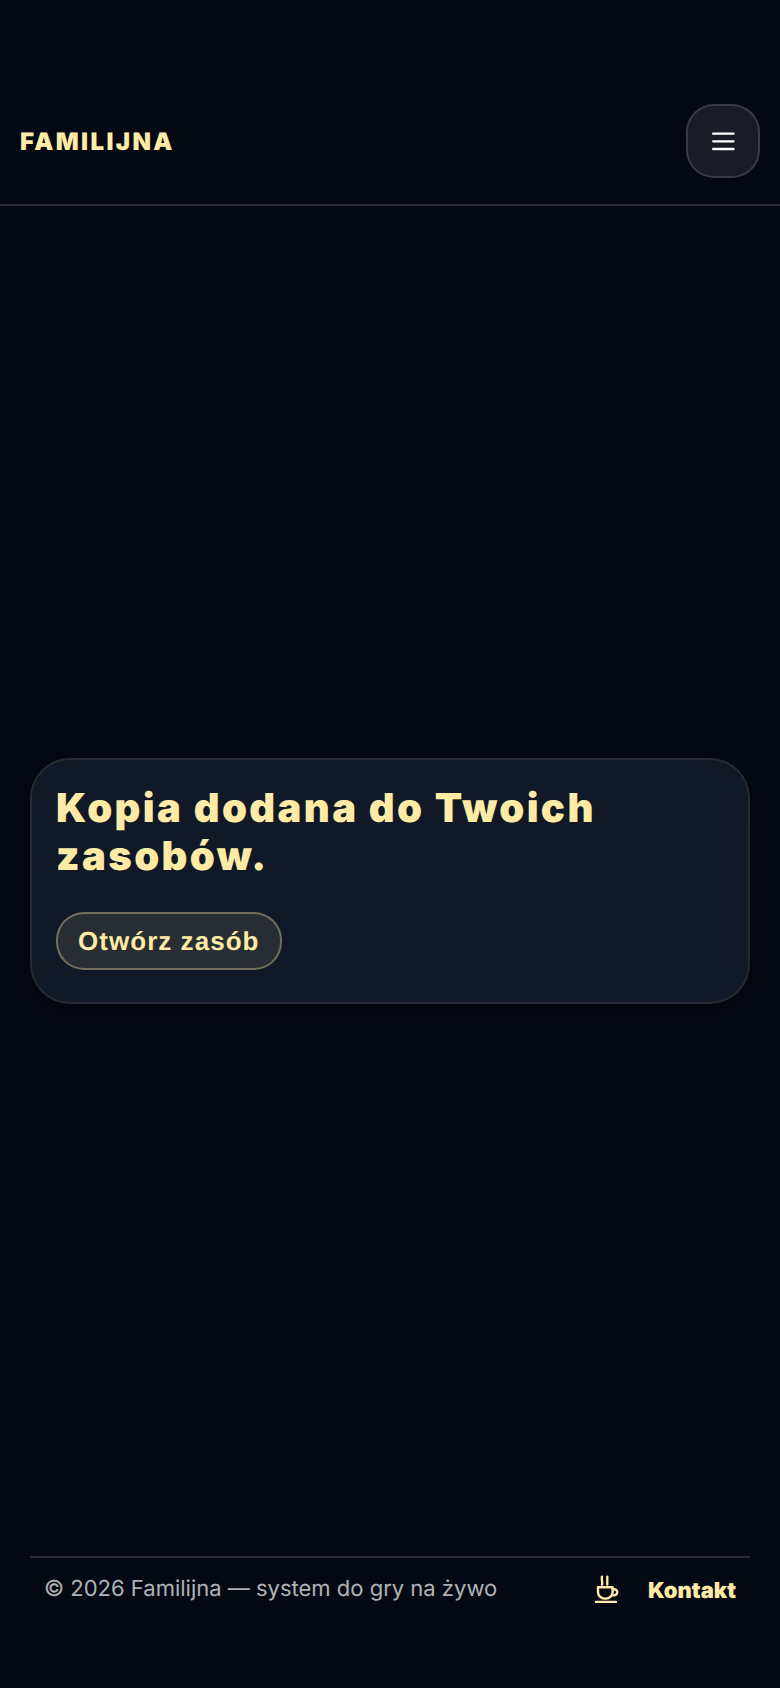 FAMILIJNA
Kopia dodana do Twoich
zasobów.
Otwórz zasób
© 2026 Familijna — system do gry na żywo
Kontakt